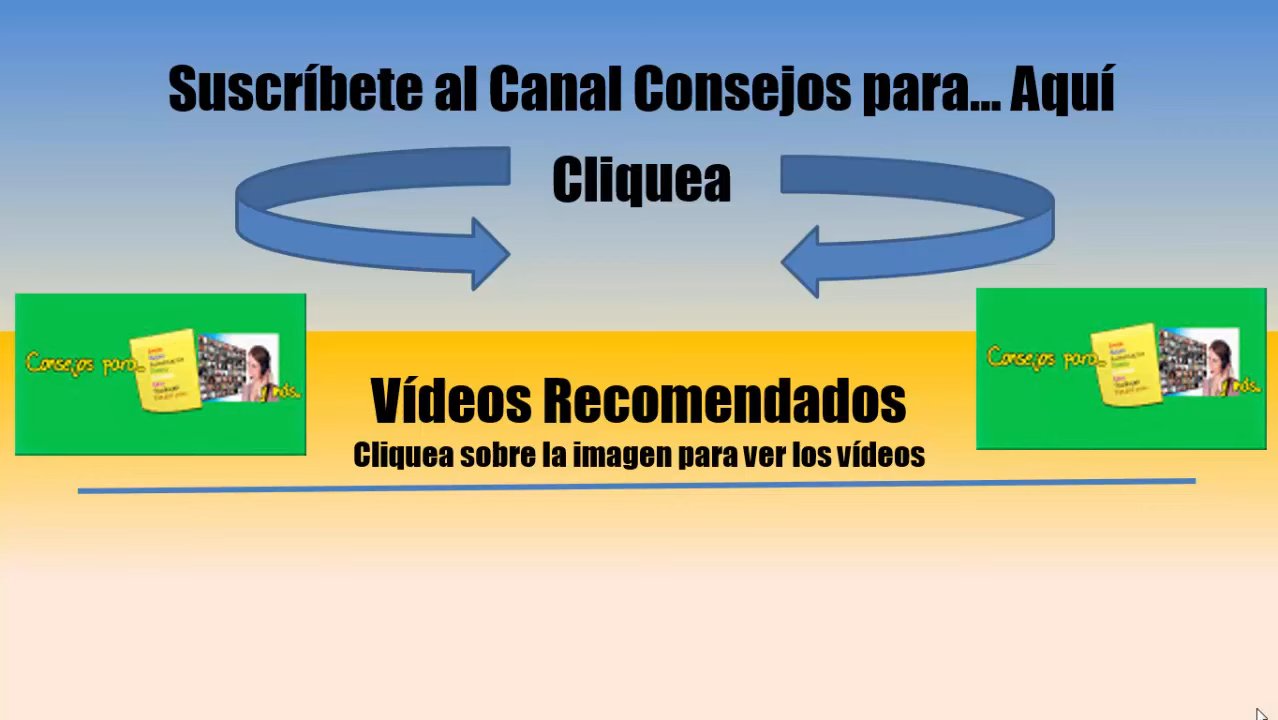 Suscríbete al Canal Consejos para... Aquí
Cliquea
Consejos para...
Consejos para...
Vídeos Recomendados
Cliquea sobre la imagen para ver los vídeos